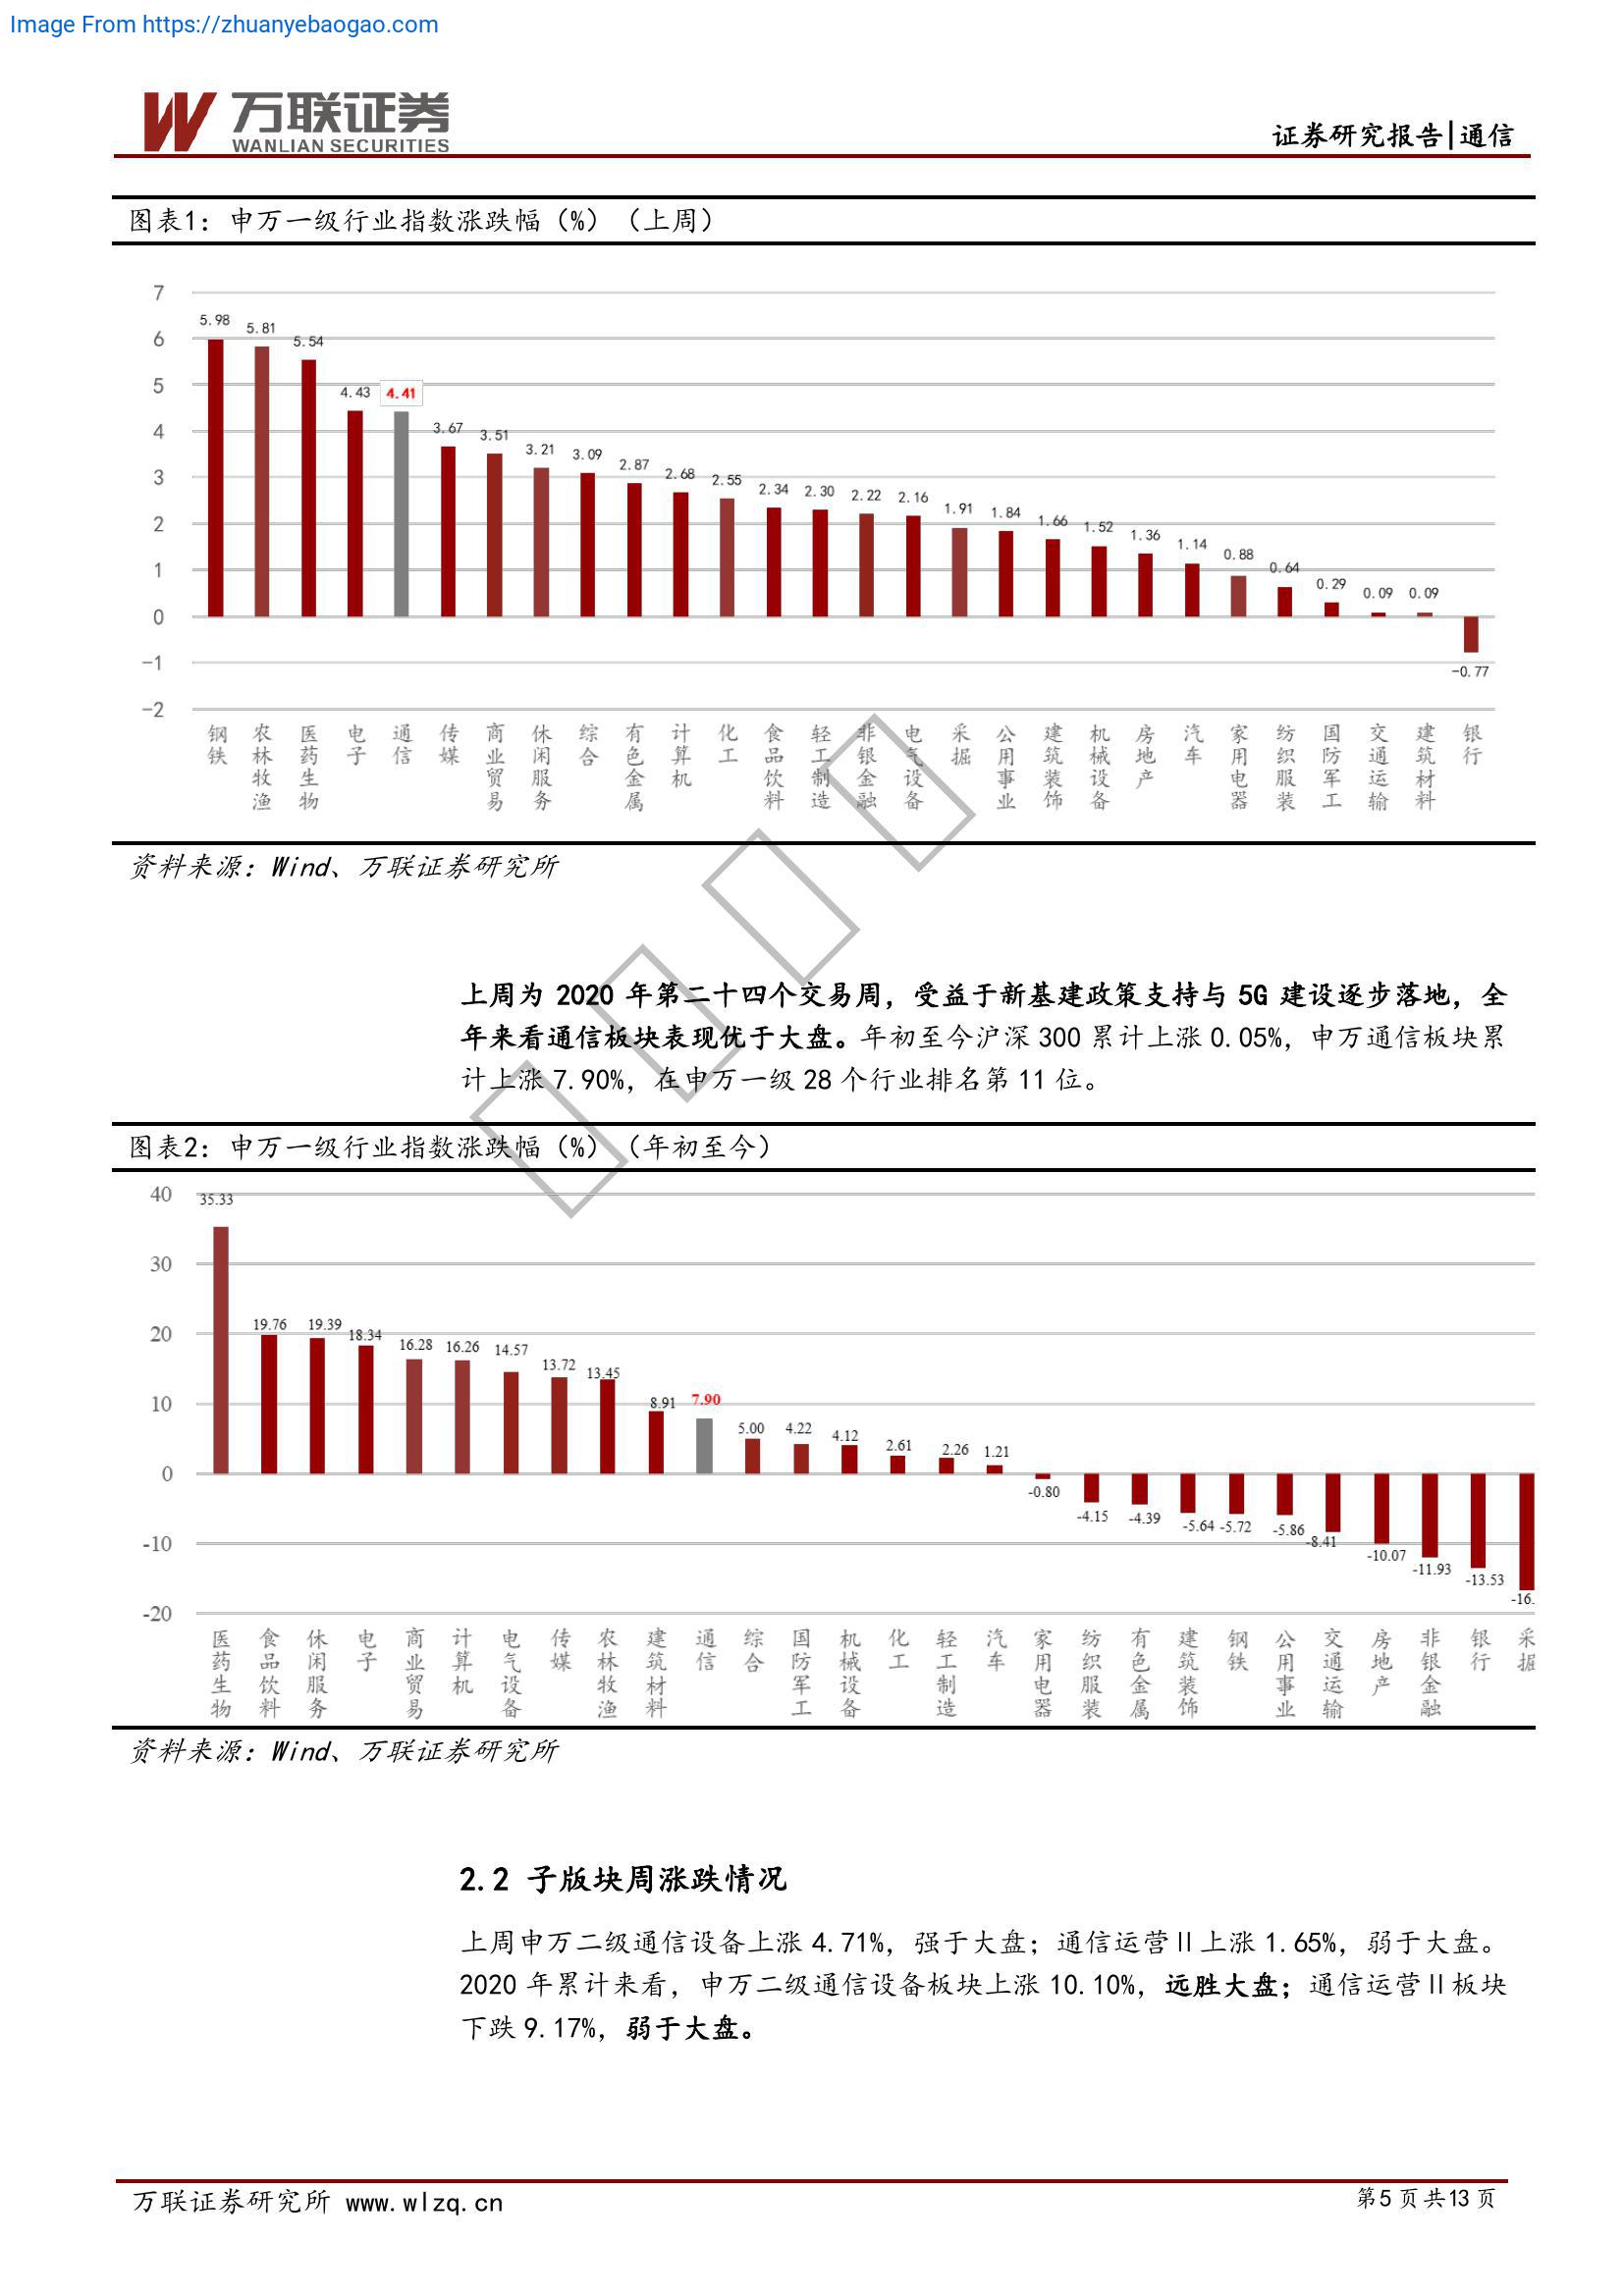 Image From https://zhuanyebaogao.com
万联证券
WANLIAN SECURITIES
证券研究报告|通信
图表1：申万一级行业指数涨跌幅（%）（上周）
7
6
5
4
3
2
1
0
-1
-2
5.98 5.81 5.54 4.43 4.41 3.67 3.51 3.21 3.09 2.87 2.68 2.55 2.34 2.30 2.22 2.16 1.91 1.84 1.66 1.52 1.36 1.14 0.88 0.64 0.29 0.09 0.09 -0.77
钢铁 农林牧渔 医药生物 电子 通信 传媒 商业贸易 休闲服务 综合 有色金属 计算机 化工 食品饮料 轻工制造 非银金融 电气设备 采掘 公用事业 建筑装饰 机械设备 房地产 汽车 家用电器 纺织服装 国防军工 交通运输 建筑材料 银行
资料来源：Wind、万联证券研究所
上周为 2020 年第二十四个交易周，受益于新基建政策支持与 5G 建设逐步落地，全
年来看通信板块表现优于大盘。年初至今沪深 300 累计上涨 0.05%，申万通信板块累
计上涨 7.90%，在申万一级 28 个行业排名第 11 位。
图表2：申万一级行业指数涨跌幅（%）（年初至今）
40
30
20
10
0
-10
-20
35.33 19.76 19.39 18.34 16.28 16.26 14.57 13.72 13.45 8.91 7.90 5.00 4.22 4.12 2.61 2.26 1.21 -0.80 -4.15 -4.39 -5.64 -5.72 -5.86 -8.41 -10.07 -11.93 -13.53 -16.
医药生物 食品饮料 休闲服务 电子 商业贸易 计算机 电气设备 传媒 农林牧渔 建筑材料 通信 综合 国防军工 机械设备 化工 轻工制造 汽车 家用电器 纺织服装 有色金属 建筑装饰 钢铁 公用事业 交通运输 房地产 非银金融 银行 采掘
资料来源：Wind、万联证券研究所
2.2 子版块周涨跌情况
上周申万二级通信设备上涨 4.71%，强于大盘；通信运营Ⅱ上涨 1.65%，弱于大盘。
2020 年累计来看，申万二级通信设备板块上涨 10.10%，远胜大盘；通信运营Ⅱ板块
下跌 9.17%，弱于大盘。
万联证券研究所 www.wlzq.cn
第5页共13页